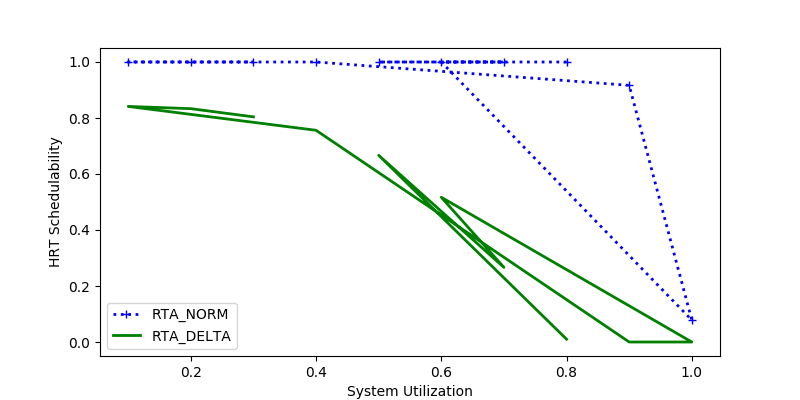 1.0
0.8
0.6
0.4
0.2
0.0
HRT Schedulability
RTA_NORM
RTA_DELTA
0.2 0.4 0.6 0.8 1.0
System Utilization